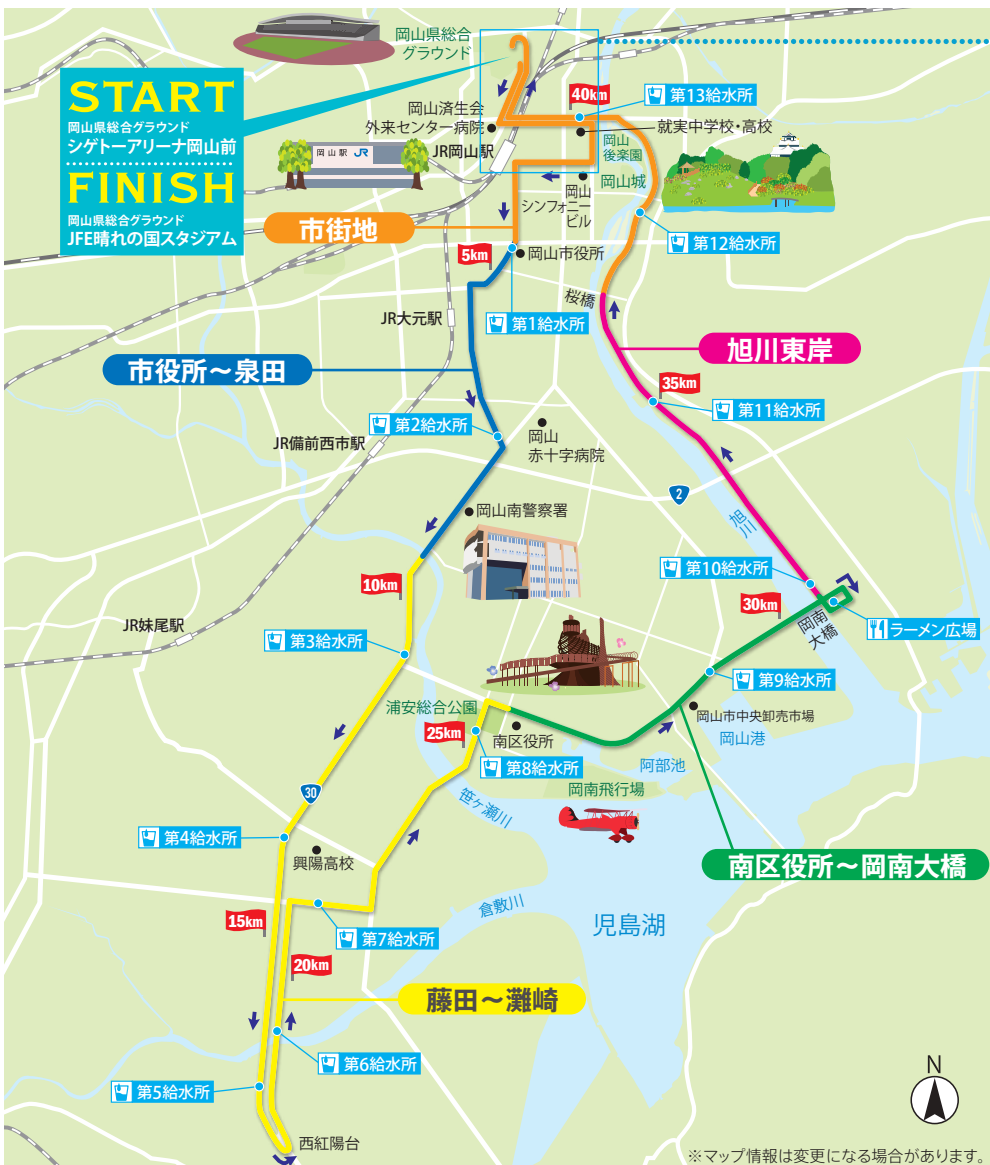 岡山県総合
グラウンド
START
岡山県総合グラウンド
シゲトーアリーナ岡山前
FINISH
岡山県総合グラウンド
JFE晴れの国スタジアム
岡山済生会
外来センター病院
40km
第13給水所
就実中学校・高校
岡山駅 JR
JR岡山駅
岡山
後楽園
岡山城
岡山
シンフォニー
ビル
市街地
第12給水所
5km
岡山市役所
桜橋
JR大元駅
第1給水所
旭川東岸
市役所～泉田
35km
第11給水所
第2給水所
JR備前西市駅
岡山
赤十字病院
2
岡山南警察署
旭川
第10給水所
10km
30km
岡南
大橋
ラーメン広場
JR妹尾駅
第3給水所
第9給水所
浦安総合公園
岡山市中央卸売市場
25km
南区役所
岡山港
第8給水所
阿部池
岡南飛行場
笹ヶ瀬川
30
第4給水所
興陽高校
南区役所～岡南大橋
倉敷川
15km
第7給水所
児島湖
20km
藤田～灘崎
第6給水所
第5給水所
N
西紅陽台
※マップ情報は変更になる場合があります。